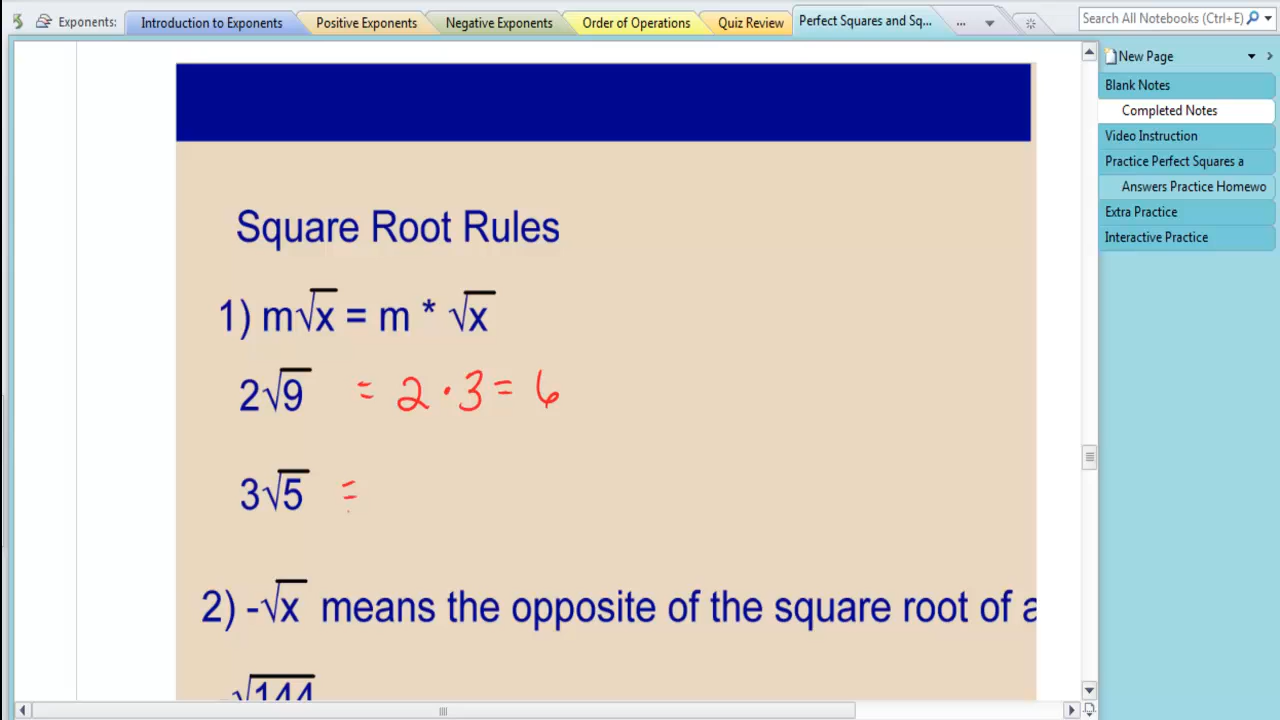 Exponents: Introduction to Exponents Positive Exponents Negative Exponents Order of Operations Quiz Review Perfect Squares and Sq... ... Search All Notebooks (Ctrl+E)
New Page
Blank Notes
Completed Notes
Video Instruction
Practice Perfect Squares a
Answers Practice Homewo
Extra Practice
Interactive Practice
Square Root Rules
1) m√x = m * √x
2√9 = 2 · 3 = 6
3√5 =
2) -√x means the opposite of the square root of a
-√144